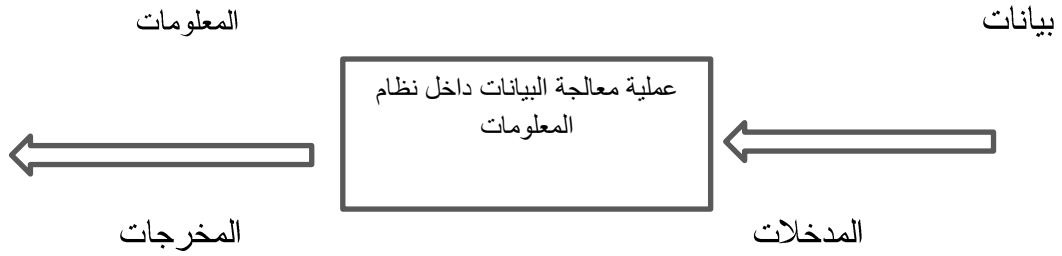 بيانات
المعلومات
عملية معالجة البيانات داخل نظام
المعلومات
المدخلات
المخرجات